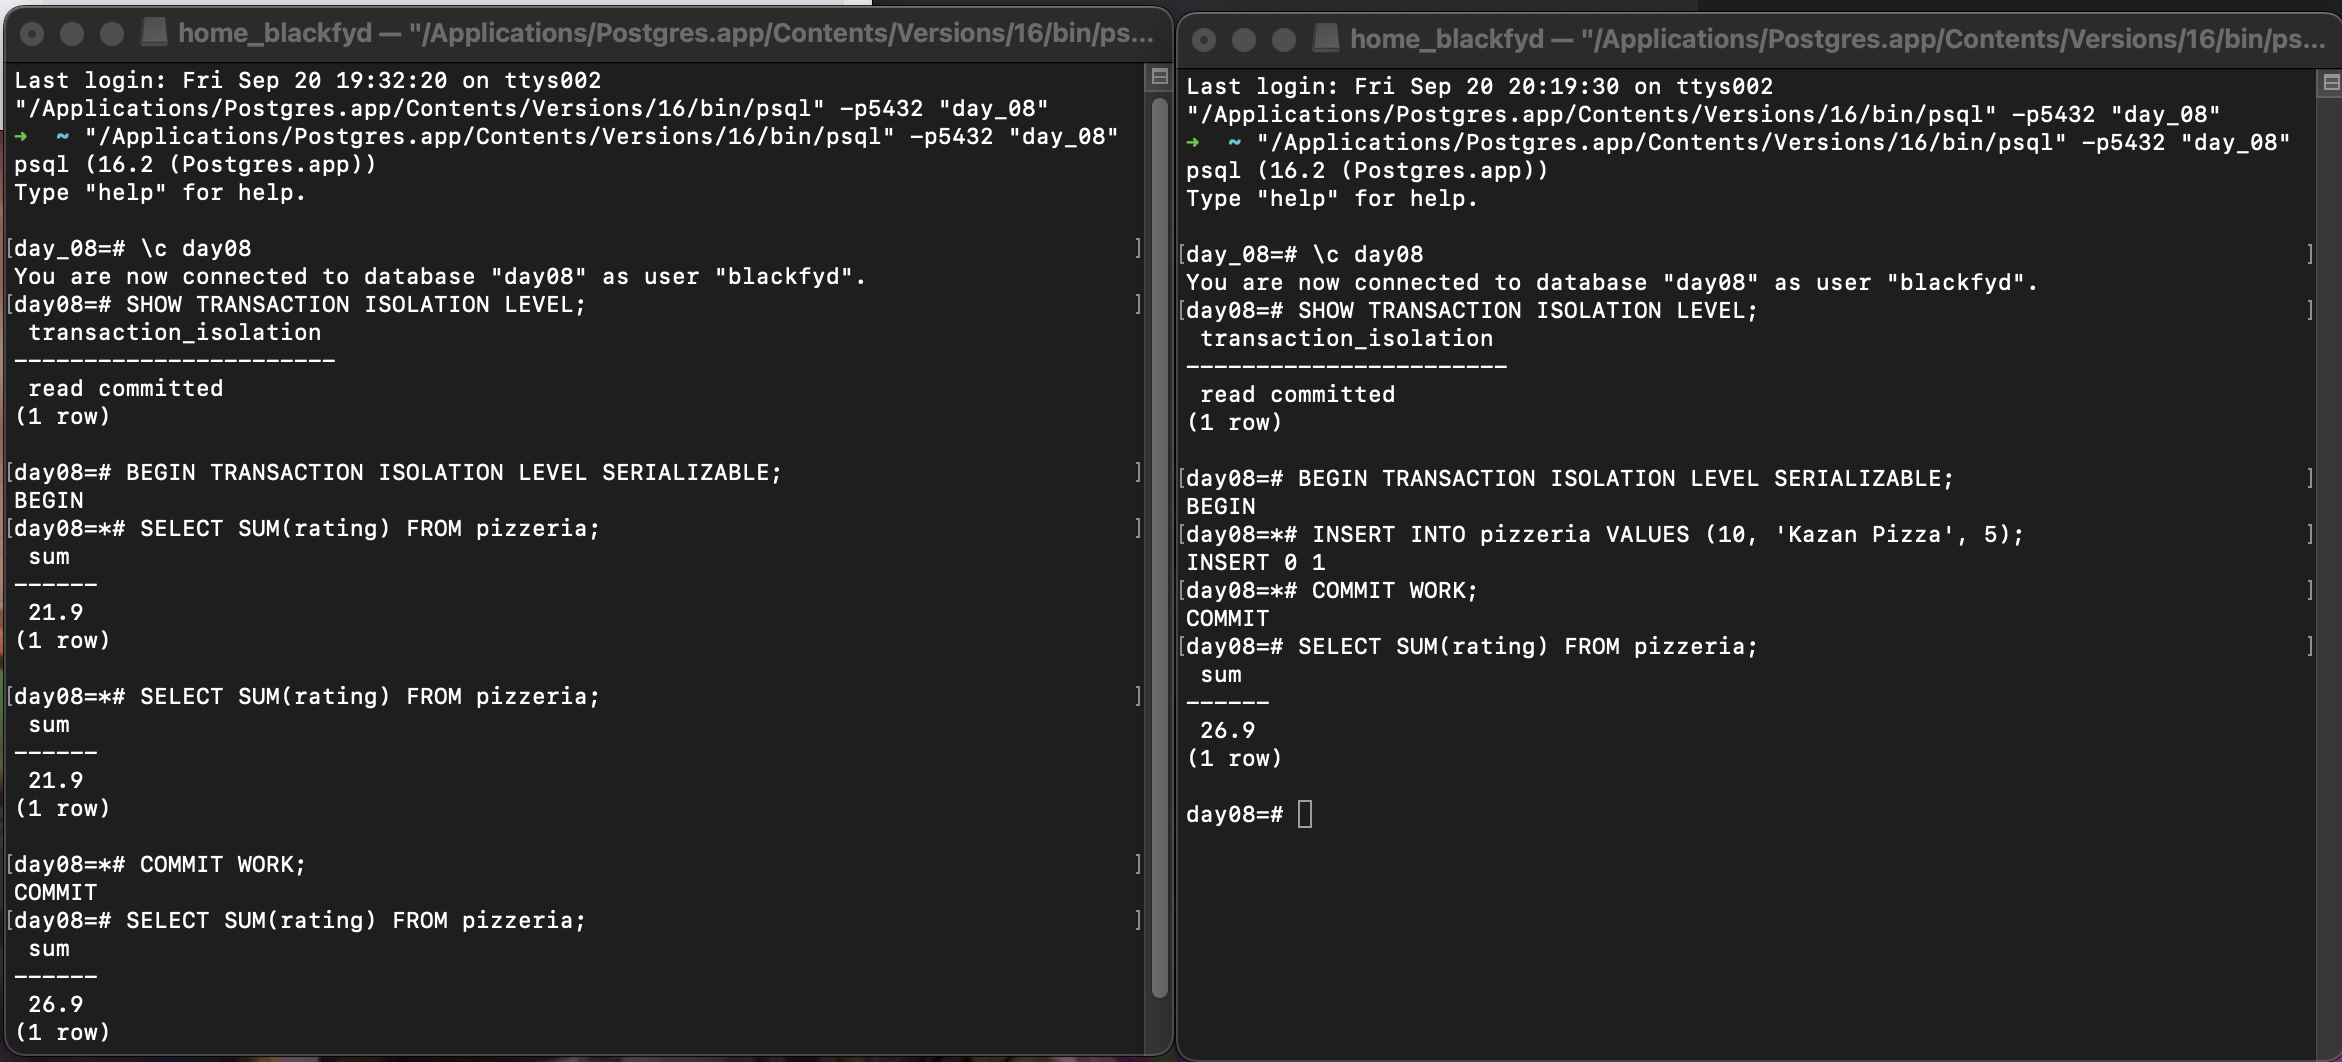 home_blackfyd — "/Applications/Postgres.app/Contents/Versions/16/bin/ps...
Last login: Fri Sep 20 19:32:20 on ttys002
"/Applications/Postgres.app/Contents/Versions/16/bin/psql" -p5432 "day_08"
➜  ~ "/Applications/Postgres.app/Contents/Versions/16/bin/psql" -p5432 "day_08"
psql (16.2 (Postgres.app))
Type "help" for help.

[day_08=# \c day08 ]
You are now connected to database "day08" as user "blackfyd".
[day08=# SHOW TRANSACTION ISOLATION LEVEL; ]
 transaction_isolation
-----------------------
 read committed
(1 row)

[day08=# BEGIN TRANSACTION ISOLATION LEVEL SERIALIZABLE; ]
BEGIN
[day08=*# SELECT SUM(rating) FROM pizzeria; ]
 sum
------
 21.9
(1 row)

[day08=*# SELECT SUM(rating) FROM pizzeria; ]
 sum
------
 21.9
(1 row)

[day08=*# COMMIT WORK; ]
COMMIT
[day08=# SELECT SUM(rating) FROM pizzeria; ]
 sum
------
 26.9
(1 row)

home_blackfyd — "/Applications/Postgres.app/Contents/Versions/16/bin/ps...
Last login: Fri Sep 20 20:19:30 on ttys002
"/Applications/Postgres.app/Contents/Versions/16/bin/psql" -p5432 "day_08"
➜  ~ "/Applications/Postgres.app/Contents/Versions/16/bin/psql" -p5432 "day_08"
psql (16.2 (Postgres.app))
Type "help" for help.

[day_08=# \c day08 ]
You are now connected to database "day08" as user "blackfyd".
[day08=# SHOW TRANSACTION ISOLATION LEVEL; ]
 transaction_isolation
-----------------------
 read committed
(1 row)

[day08=# BEGIN TRANSACTION ISOLATION LEVEL SERIALIZABLE; ]
BEGIN
[day08=*# INSERT INTO pizzeria VALUES (10, 'Kazan Pizza', 5); ]
INSERT 0 1
[day08=*# COMMIT WORK; ]
COMMIT
[day08=# SELECT SUM(rating) FROM pizzeria; ]
 sum
------
 26.9
(1 row)

day08=#